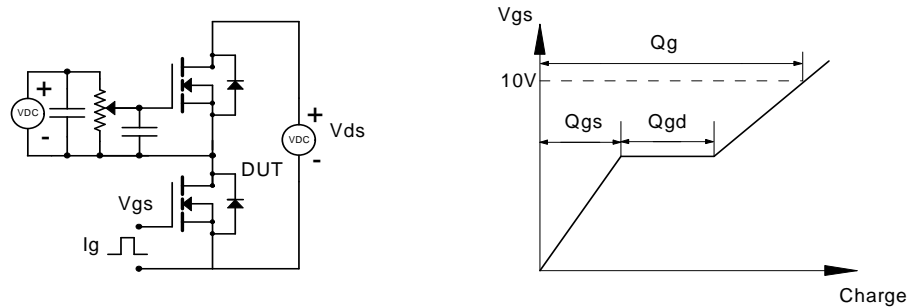 +
VDC
-
+
VDC
-
Vds
DUT
Vgs
Ig
Vgs
Qg
10V
Qgs
Qgd
Charge